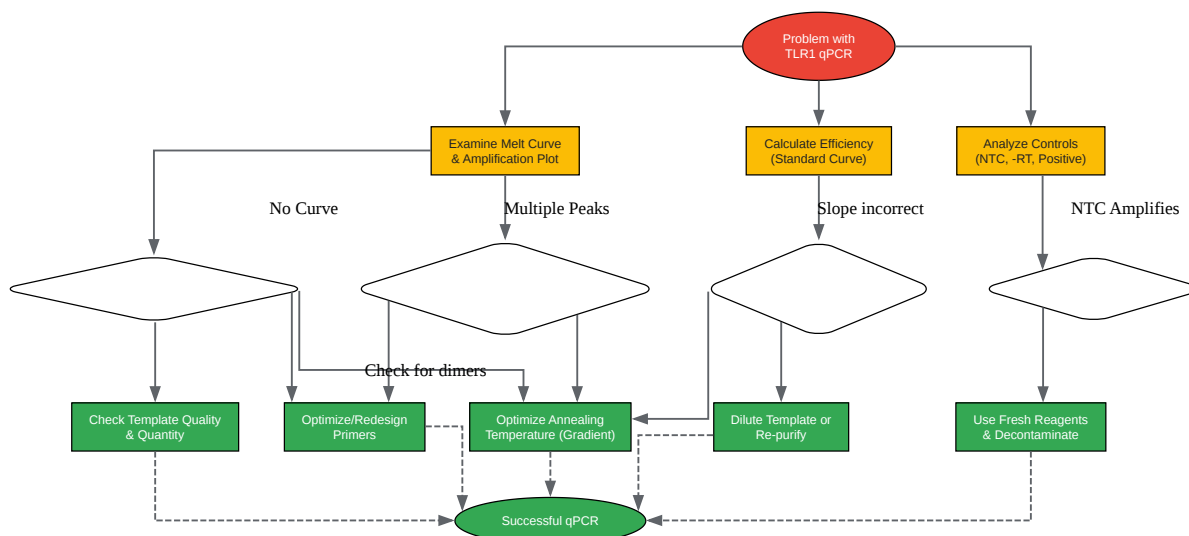 Problem with
TLR1 qPCR
Examine Melt Curve
& Amplification Plot
Calculate Efficiency
(Standard Curve)
Analyze Controls
(NTC, -RT, Positive)
No Curve
Multiple Peaks
Slope incorrect
NTC Amplifies
Check for dimers
Check Template Quality
& Quantity
Optimize/Redesign
Primers
Optimize Annealing
Temperature (Gradient)
Dilute Template or
Re-purify
Use Fresh Reagents
& Decontaminate
Successful qPCR